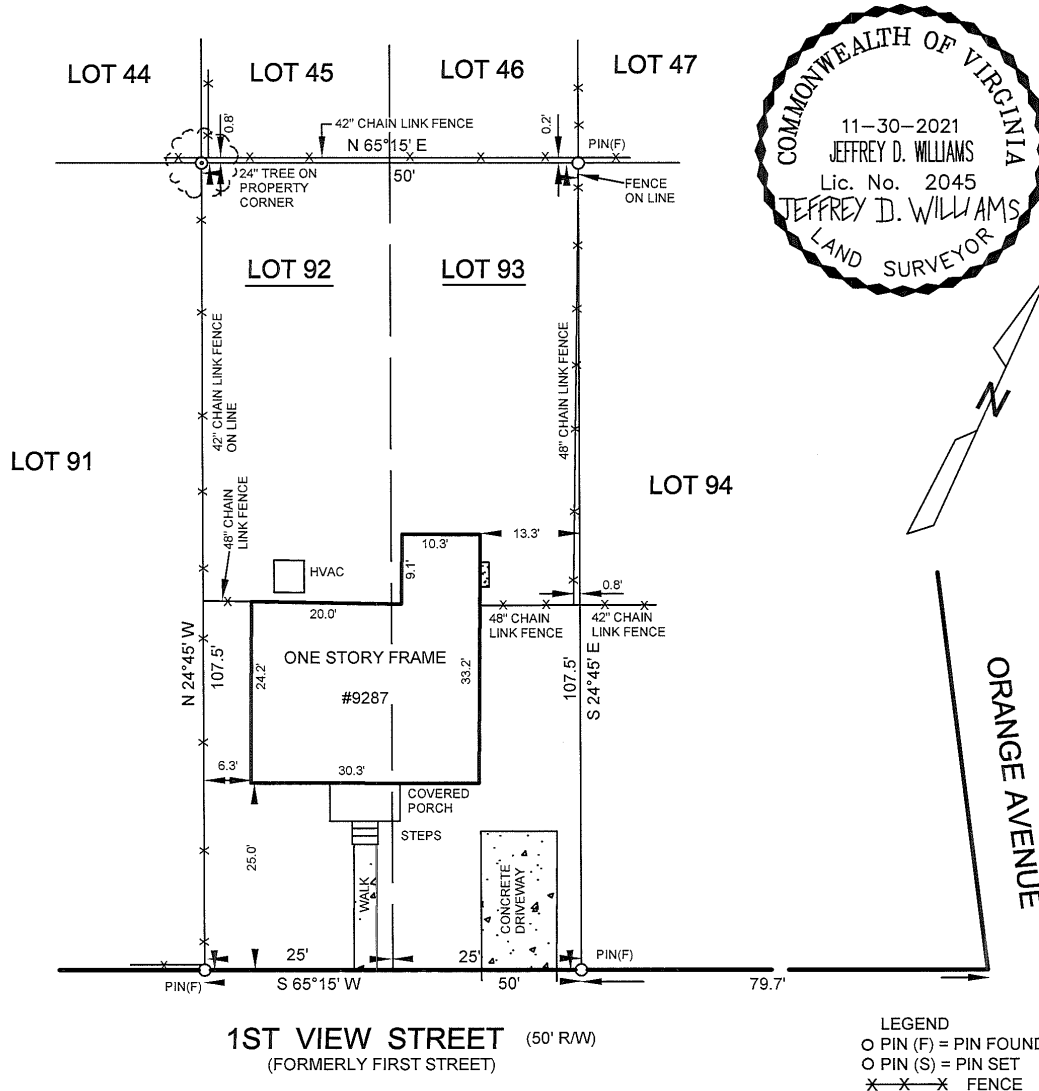 LOT 44
LOT 45
LOT 46
LOT 47
COMMONWEALTH OF VIRGINIA
11-30-2021
JEFFREY D. WILLIAMS
Lic. No. 2045
JEFFREY D. WILLIAMS
LAND SURVEYOR
0.8'
42" CHAIN LINK FENCE
N 65°15' E
50'
0.2'
PIN(F)
24" TREE ON
PROPERTY
CORNER
FENCE
ON LINE
LOT 92
LOT 93
N
42" CHAIN LINK FENCE
ON LINE
48" CHAIN LINK FENCE
LOT 91
LOT 94
48" CHAIN
LINK FENCE
HVAC
10.3'
13.3'
9.1'
0.8'
20.0'
48" CHAIN
LINK FENCE
42" CHAIN
LINK FENCE
N 24°45' W
107.5'
24.2'
ONE STORY FRAME
#9287
33.2'
107.5'
S 24°45' E
ORANGE AVENUE
6.3'
30.3'
COVERED
PORCH
STEPS
25.0'
WALK
CONCRETE
DRIVEWAY
25'
25'
PIN(F)
PIN(F)
S 65°15' W
50'
79.7'
1ST VIEW STREET (50' R/W)
(FORMERLY FIRST STREET)
LEGEND
PIN (F) = PIN FOUND
PIN (S) = PIN SET
X X X FENCE